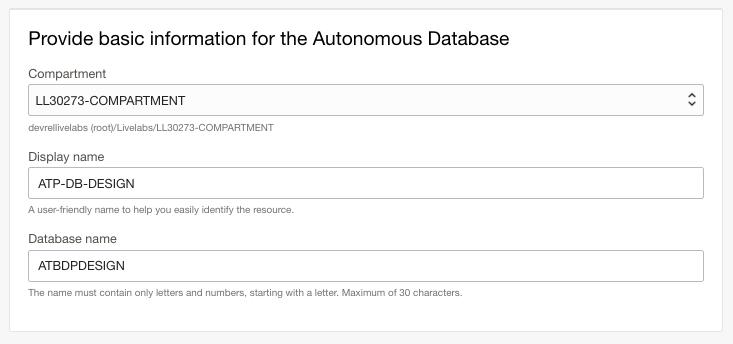 Provide basic information for the Autonomous Database
Compartment
LL30273-COMPARTMENT
devrellivelabs (root)/Livelabs/LL30273-COMPARTMENT
Display name
ATP-DB-DESIGN
A user-friendly name to help you easily identify the resource.
Database name
ATBDPDESIGN
The name must contain only letters and numbers, starting with a letter. Maximum of 30 characters.